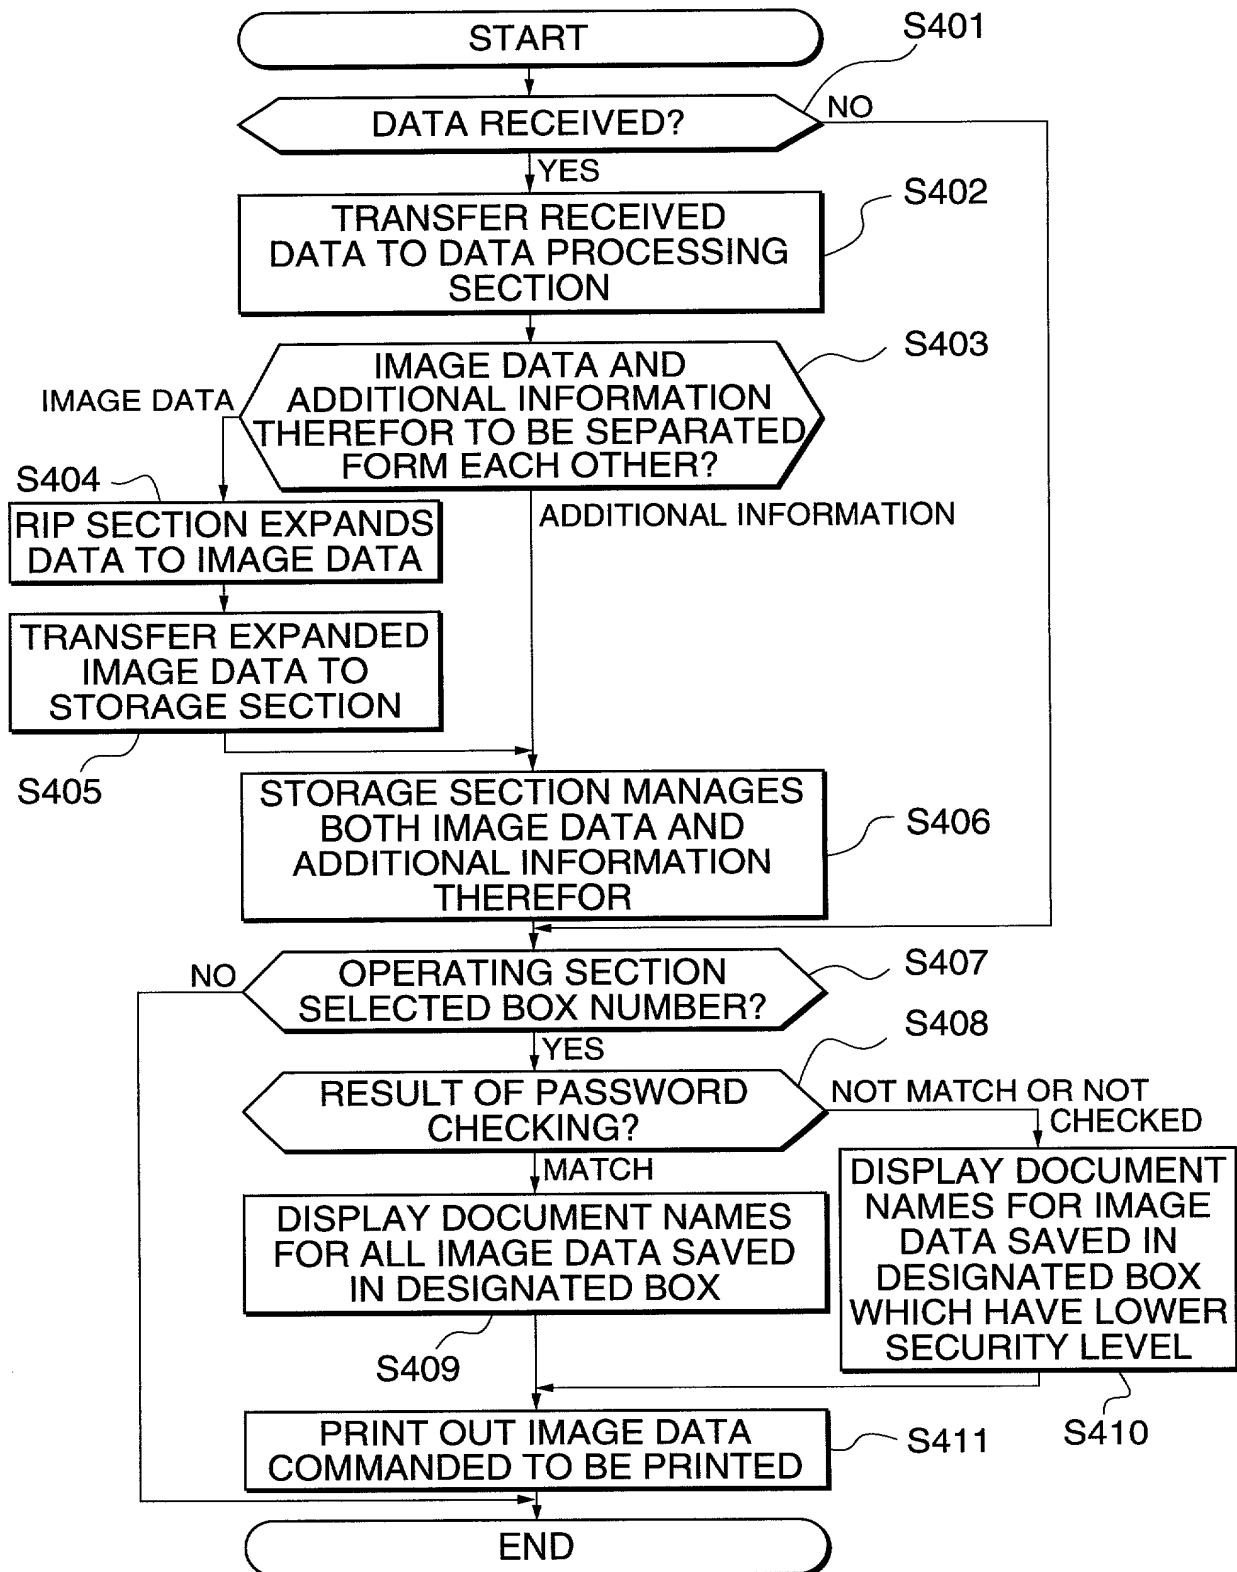 START
S401
DATA RECEIVED?
NO
YES
S402
TRANSFER RECEIVED
DATA TO DATA PROCESSING
SECTION
S403
IMAGE DATA AND
ADDITIONAL INFORMATION
THEREFOR TO BE SEPARATED
FORM EACH OTHER?
IMAGE DATA
S404
ADDITIONAL INFORMATION
RIP SECTION EXPANDS
DATA TO IMAGE DATA
TRANSFER EXPANDED
IMAGE DATA TO
STORAGE SECTION
S405
STORAGE SECTION MANAGES
BOTH IMAGE DATA AND
ADDITIONAL INFORMATION
THEREFOR
S406
NO
OPERATING SECTION
SELECTED BOX NUMBER?
S407
YES
S408
RESULT OF PASSWORD
CHECKING?
NOT MATCH OR NOT
CHECKED
MATCH
DISPLAY DOCUMENT NAMES
FOR ALL IMAGE DATA SAVED
IN DESIGNATED BOX
S409
DISPLAY DOCUMENT
NAMES FOR IMAGE
DATA SAVED IN
DESIGNATED BOX
WHICH HAVE LOWER
SECURITY LEVEL
S410
PRINT OUT IMAGE DATA
COMMANDED TO BE PRINTED
S411
END